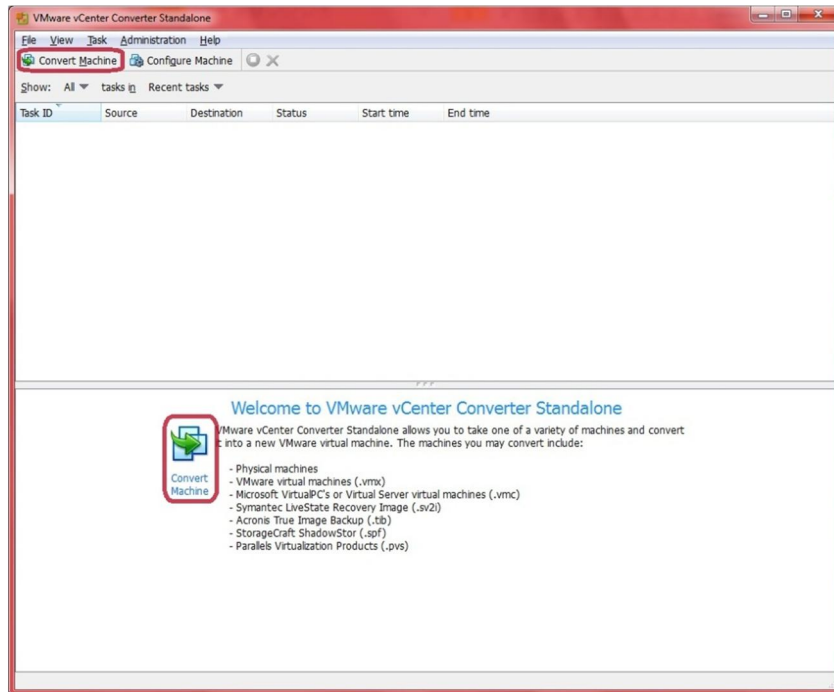 VMware vCenter Converter Standalone
File View Task Administration Help
Convert Machine Configure Machine
Show: All tasks in Recent tasks
Task ID Source Destination Status Start time End time
Welcome to VMware vCenter Converter Standalone
VMware vCenter Converter Standalone allows you to take one of a variety of machines and convert
it into a new VMware virtual machine. The machines you may convert include:
Convert
Machine
- Physical machines
- VMware virtual machines (.vmx)
- Microsoft VirtualPC's or Virtual Server virtual machines (.vmc)
- Symantec LiveState Recovery Image (.sv2i)
- Acronis True Image Backup (.tib)
- StorageCraft ShadowStor (.spf)
- Parallels Virtualization Products (.pvs)